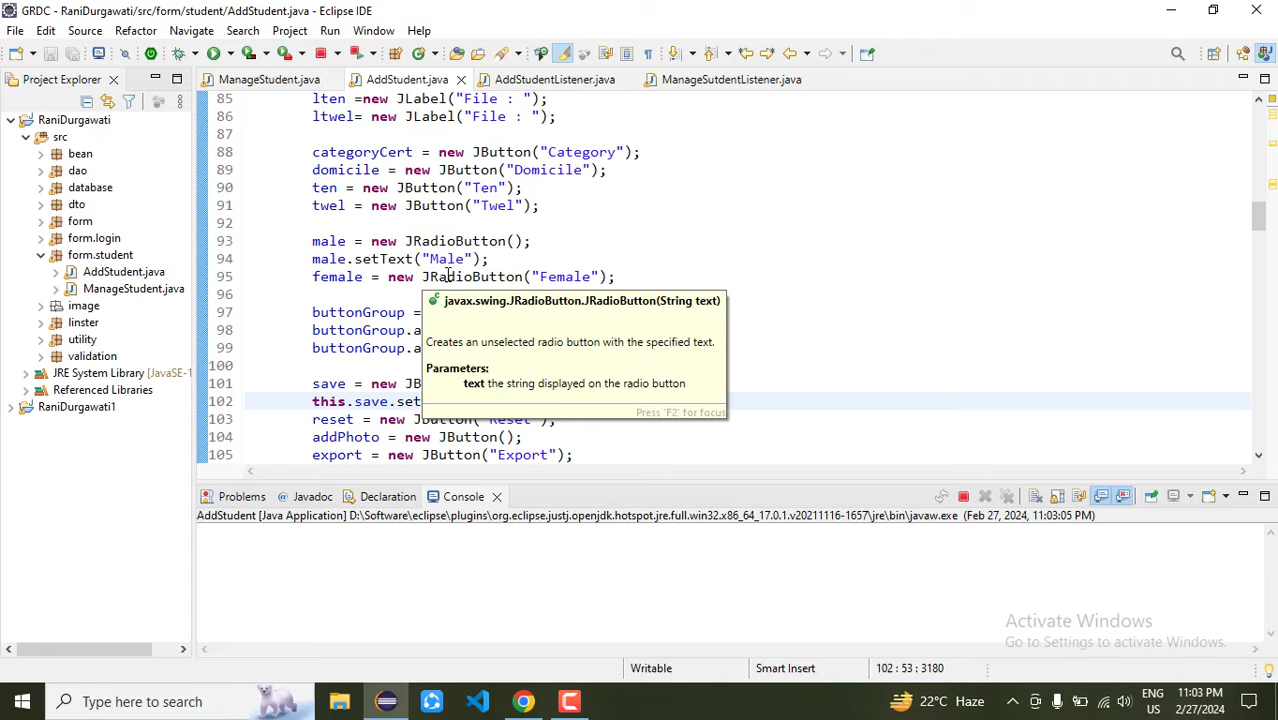 GRDC - RaniDurgawati/src/form/student/AddStudent.java - Eclipse IDE
File Edit Source Refactor Navigate Search Project Run Window Help
Project Explorer
ManageStudent.java AddStudent.java AddStudentListener.java ManageSutdentListener.java
RaniDurgawati
src
bean
dao
database
dto
form
form.login
form.student
AddStudent.java
ManageStudent.java
image
linster
utility
validation
JRE System Library [JavaSE-1
Referenced Libraries
RaniDurgawati1
85 lten =new JLabel("File : ");
86 ltwel= new JLabel("File : ");
87
88 categoryCert = new JButton("Category");
89 domicile = new JButton("Domicile");
90 ten = new JButton("Ten");
91 twel = new JButton("Twel");
92
93 male = new JRadioButton();
94 male.setText("Male");
95 female = new JRadioButton("Female");
96
97 buttonGroup =
98 buttonGroup.a
99 buttonGroup.a
100
101 save = new JB
102 this.save.set
103 reset = new JButton("Reset");
104 addPhoto = new JButton();
105 export = new JButton("Export");
javax.swing.JRadioButton.JRadioButton(String text)
Creates an unselected radio button with the specified text.
Parameters:
text the string displayed on the radio button
Press 'F2' for focus
Problems Javadoc Declaration Console
AddStudent [Java Application] D:\Software\eclipse\plugins\org.eclipse.justj.openjdk.hotspot.jre.full.win32.x86_64_17.0.1.v20211116-1657\jre\bin\javaw.exe (Feb 27, 2024, 11:03:05 PM)
Activate Windows
Go to Settings to activate Windows.
Writable Smart Insert 102 : 53 : 3180
Type here to search
22°C Haze
ENG
US
11:03 PM
2/27/2024